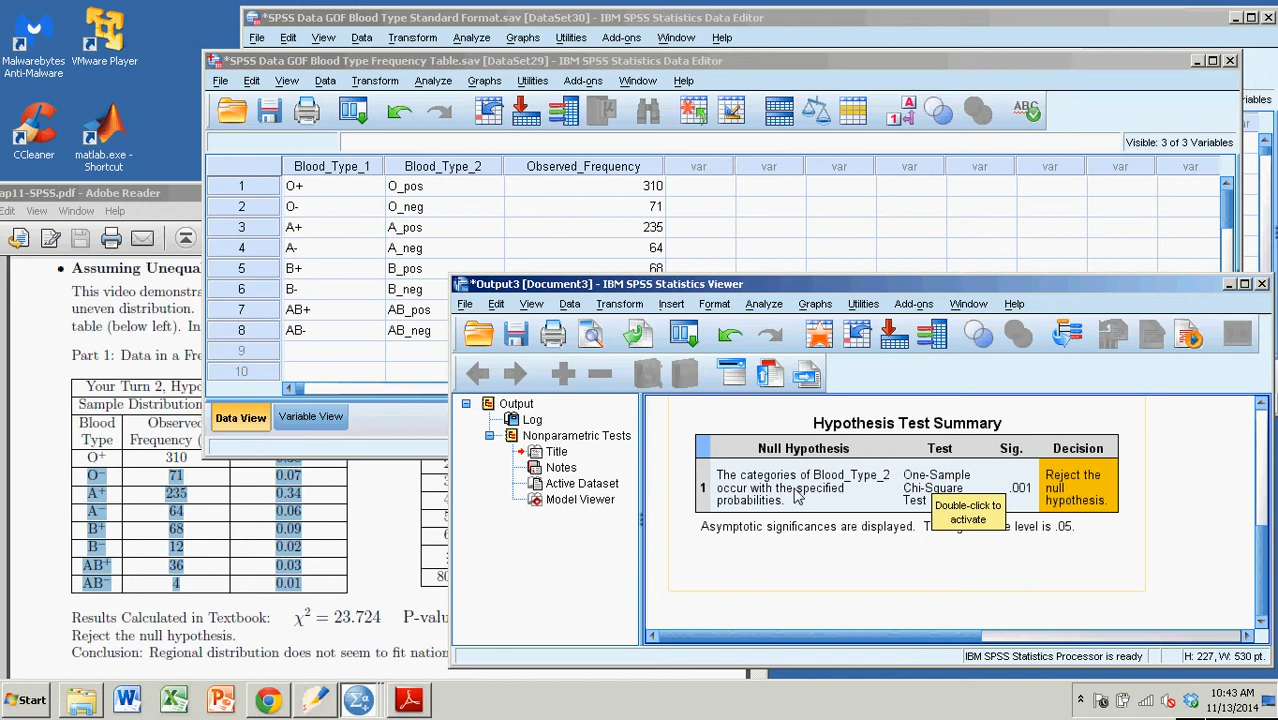 *SPSS Data GOF Blood Type Standard Format.sav [DataSet30] - IBM SPSS Statistics Data Editor
File Edit View Data Transform Analyze Graphs Utilities Add-ons Window Help
Malwarebytes
Anti-Malware
VMware Player
CCleaner
matlab.exe -
Shortcut
*SPSS Data GOF Blood Type Frequency Table.sav [DataSet29] - IBM SPSS Statistics Data Editor
File Edit View Data Transform Analyze Graphs Utilities Add-ons Window Help
Visible: 3 of 3 Variables
Blood_Type_1 Blood_Type_2 Observed_Frequency var var var var var var var var
1 O+ O_pos 310
2 O- O_neg 71
3 A+ A_pos 235
4 A- A_neg 64
5 B+ B_pos 68
6 B- B_neg
7 AB+ AB_pos
8 AB- AB_neg
9
10
Data View Variable View
ap11-SPSS.pdf - Adobe Reader
Edit View Window Help
• Assuming Unequa
This video demonstra
uneven distribution.
table (below left). In
Part 1: Data in a Fre
Your Turn 2, Hypo
Sample Distribution
Blood Observe
Type Frequency (
O+ 310
O− 71 0.07
A+ 235 0.34
A− 64 0.06
B+ 68 0.09
B− 12 0.02
AB+ 36 0.03
AB− 4 0.01
Results Calculated in Textbook: χ² = 23.724 P-valu
Reject the null hypothesis.
Conclusion: Regional distribution does not seem to fit nation
*Output3 [Document3] - IBM SPSS Statistics Viewer
File Edit View Data Transform Insert Format Analyze Graphs Utilities Add-ons Window Help
Output
Log
Nonparametric Tests
Title
Notes
Active Dataset
Model Viewer
Hypothesis Test Summary
Null Hypothesis Test Sig. Decision
1 The categories of Blood_Type_2 occur with the specified probabilities. One-Sample Chi-Square Test .001 Reject the null hypothesis.
Double-click to
activate
Asymptotic significances are displayed. T e level is .05.
IBM SPSS Statistics Processor is ready H: 227, W: 530 pt.
Start
10:43 AM
11/13/2014